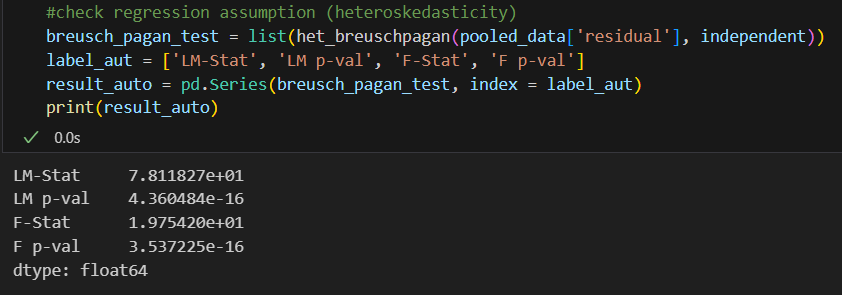 #check regression assumption (heteroskedasticity)
breusch_pagan_test = list(het_breuschpagan(pooled_data['residual'], independent))
label_aut = ['LM-Stat', 'LM p-val', 'F-Stat', 'F p-val']
result_auto = pd.Series(breusch_pagan_test, index = label_aut)
print(result_auto)
0.0s
LM-Stat     7.811827e+01
LM p-val    4.360484e-16
F-Stat      1.975420e+01
F p-val     3.537225e-16
dtype: float64